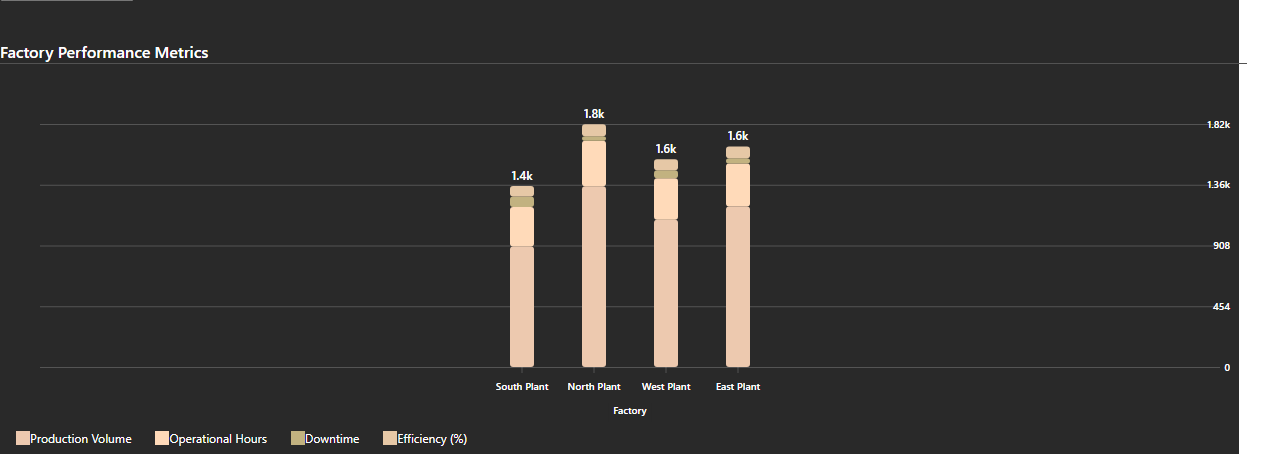 Factory Performance Metrics
1.8k
1.82k
1.6k
1.6k
1.4k
1.36k
908
454
0
South Plant North Plant West Plant East Plant
Factory
Production Volume Operational Hours Downtime Efficiency (%)